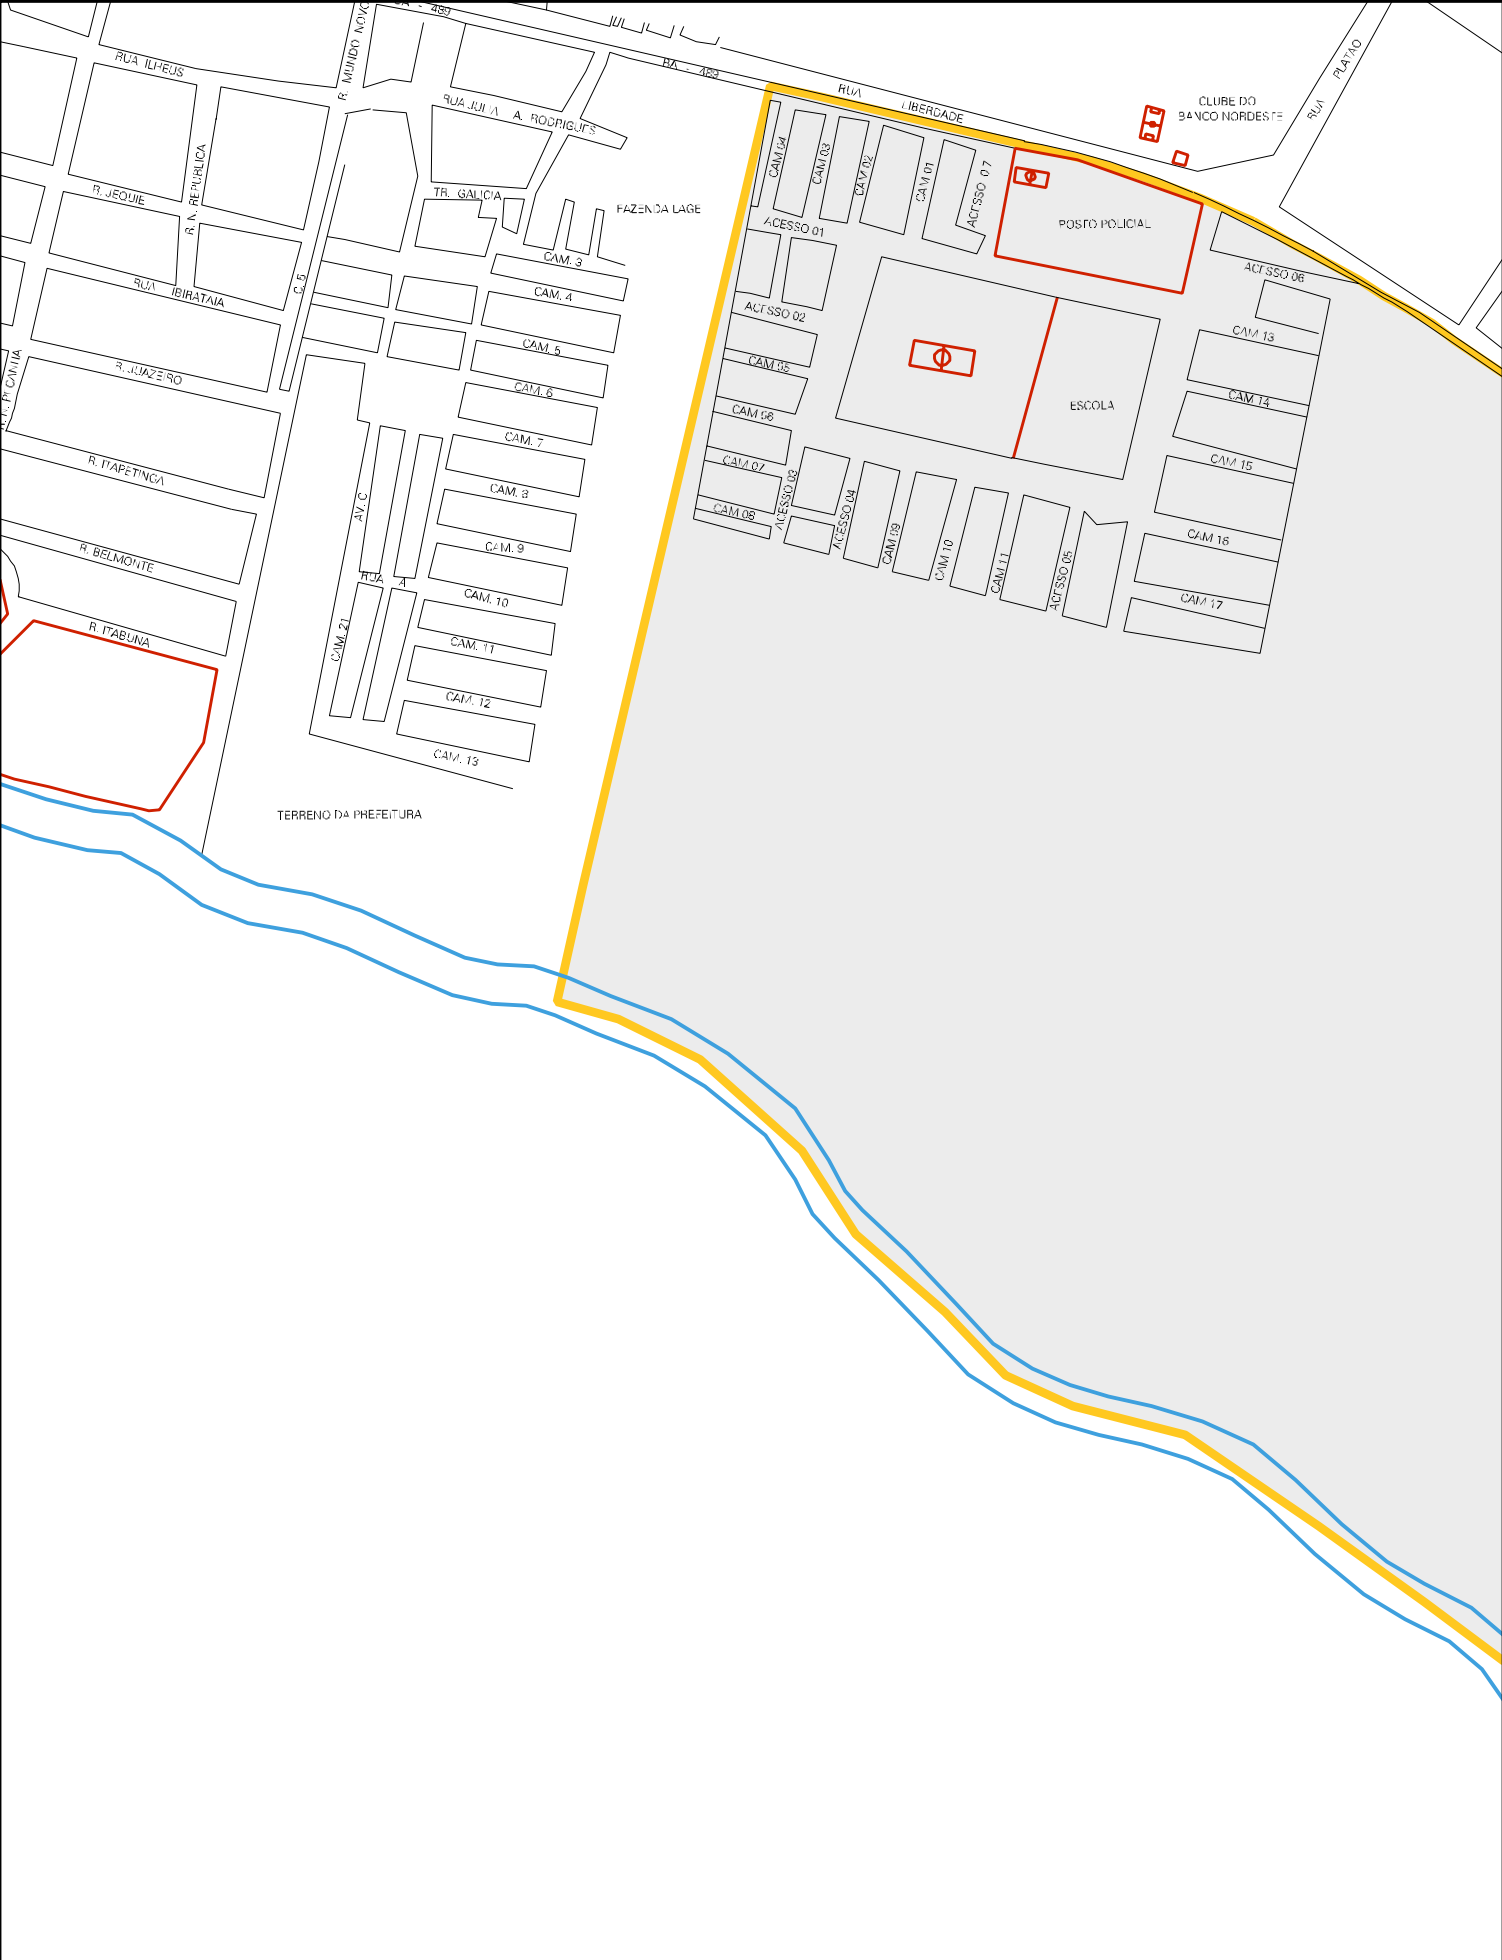 BA - 489
R. MUNDO NOVO
RUA ILHEUS
RUA JULIA A. RODRIGUES
BA - 489
RUA LIBERDADE
CLUBE DO
BANCO NORDESTE
RUA PLATAO
R. N. REPUBLICA
R. JEQUIE
TR. GALICIA
FAZENDA LAGE
CAM 04
CAM 03
CAM 02
CAM 01
ACESSO 07
POSTO POLICIAL
ACESSO 01
CAM. 3
ACESSO 06
C. 5
RUA IBIRATAIA
CAM. 4
ACESSO 02
CAM 13
CAM. 5
R. JUAZEIRO
CAM 05
CAM. 6
CAM 14
ESCOLA
CAM 06
CAM. 7
R. ITAPETINGA
CAM 07
CAM 15
AV. C
CAM. 8
ACESSO 03
ACESSO 04
CAM 08
CAM 09
CAM 10
CAM 11
ACESSO 05
CAM 16
R. BELMONTE
CAM. 9
RUA A
CAM. 10
CAM 17
R. ITABUNA
CAM. 21
CAM. 11
CAM. 12
CAM. 13
TERRENO DA PREFEITURA